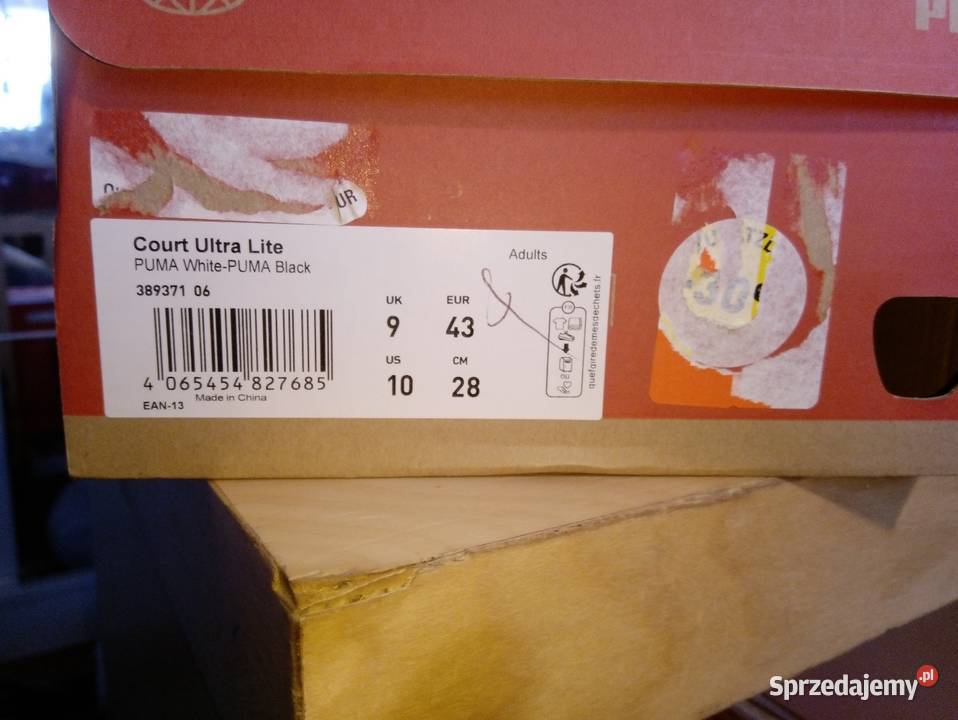 UR
Court Ultra Lite
PUMA White-PUMA Black
389371 06
Adults
UK
EUR
9
43
US
CM
10
28
4 065454 827685
Made in China
EAN-13
quefairedemesdechets.fr
30
Sprzedajemy.pl